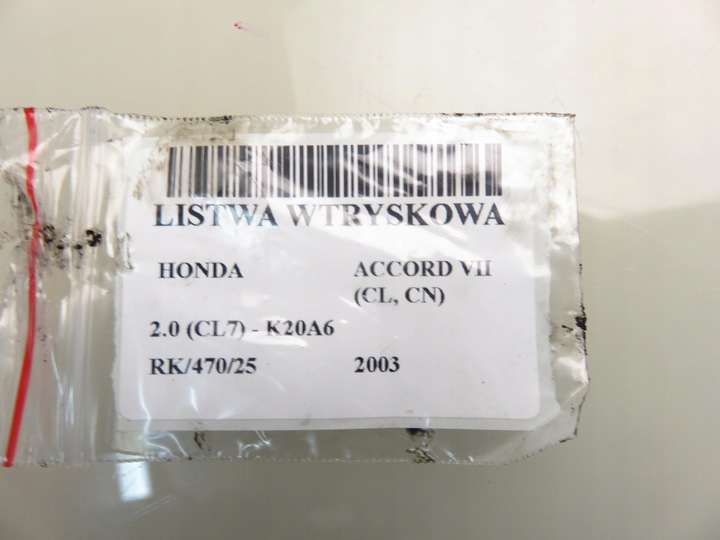 LISTWA WTRYSKOWA
HONDA ACCORD VII
(CL, CN)
2.0 (CL7) - K20A6
RK/470/25 2003